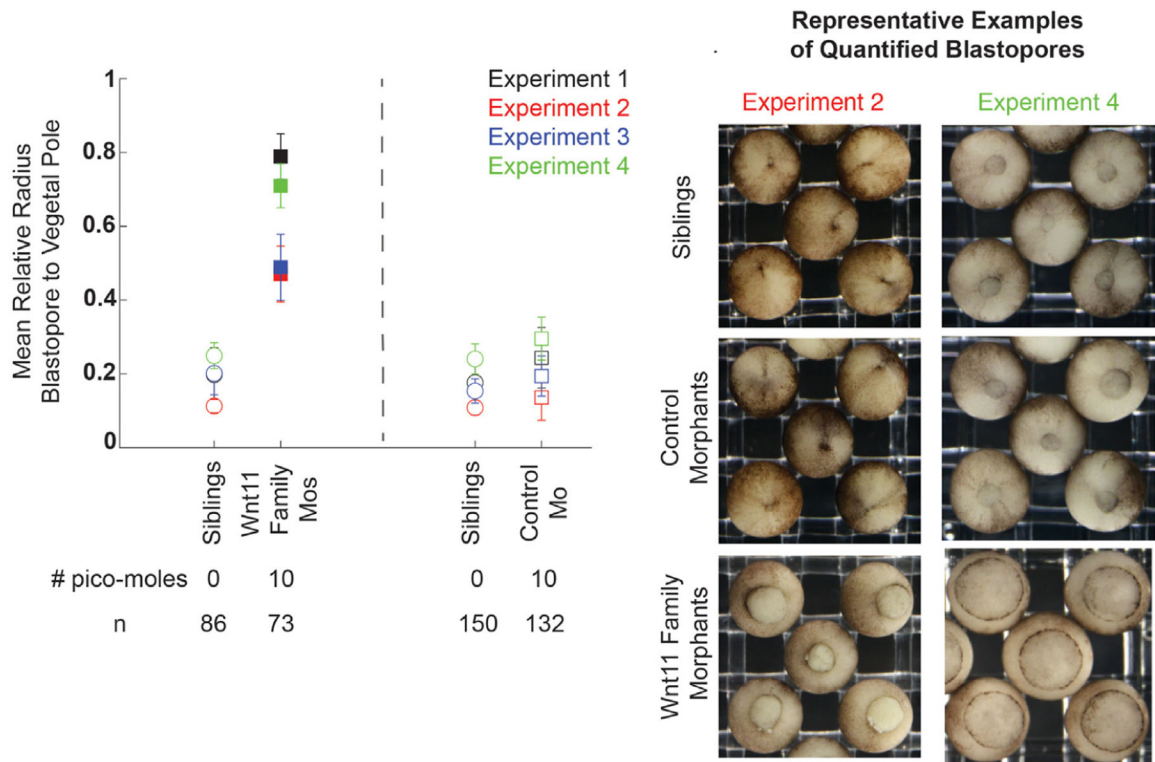 Representative Examples
of Quantified Blastopores
Mean Relative Radius
Blastopore to Vegetal Pole
1
0.8
0.6
0.4
0.2
0
Experiment 1
Experiment 2
Experiment 3
Experiment 4
Siblings
Wnt11
Family
Mos
Siblings
Control
Mo
# pico-moles 0 10 0 10
n 86 73 150 132
Experiment 2 Experiment 4
Siblings
Control
Morphants
Wnt11 Family
Morphants